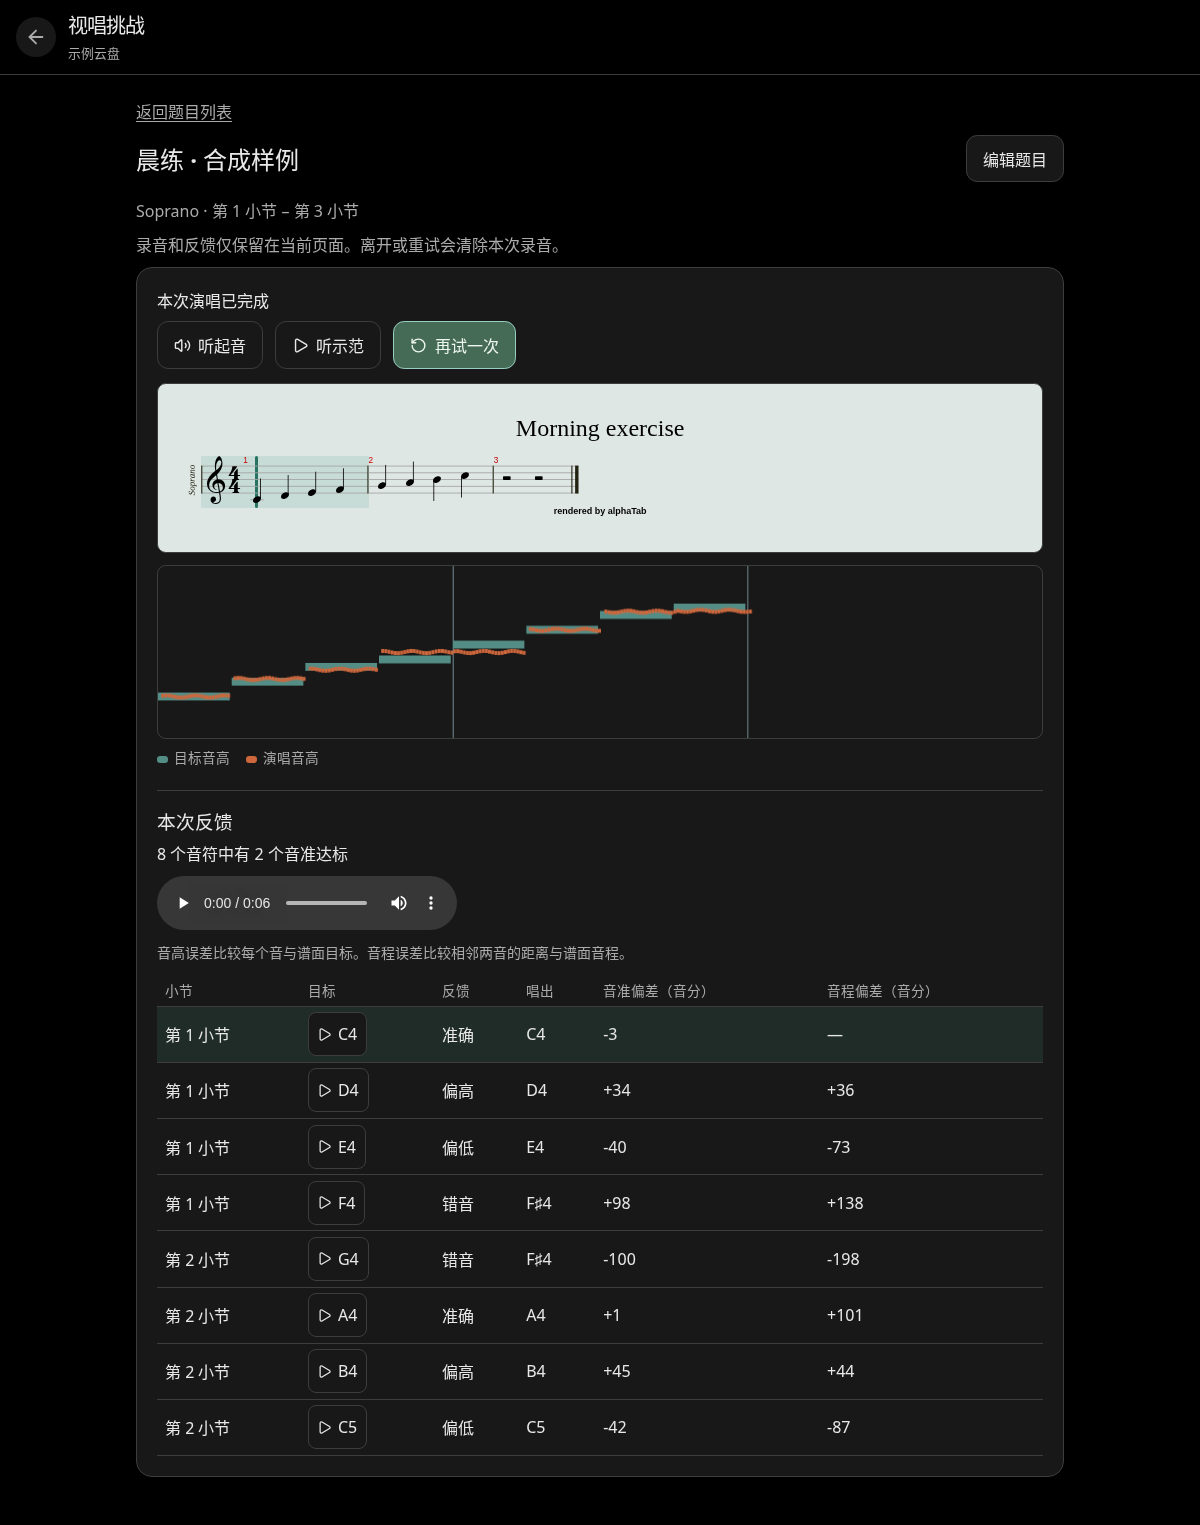 视唱挑战
示例云盘
返回题目列表
晨练 · 合成样例
编辑题目
Soprano · 第 1 小节 – 第 3 小节
录音和反馈仅保留在当前页面。离开或重试会清除本次录音。
本次演唱已完成
听起音 听示范 再试一次
Morning exercise
Soprano
1 2 3
4
4
rendered by alphaTab
目标音高 演唱音高
本次反馈
8 个音符中有 2 个音准达标
0:00 / 0:06
音高误差比较每个音与谱面目标。音程误差比较相邻两音的距离与谱面音程。
小节 目标 反馈 唱出 音准偏差（音分） 音程偏差（音分）
第 1 小节 C4 准确 C4 -3 —
第 1 小节 D4 偏高 D4 +34 +36
第 1 小节 E4 偏低 E4 -40 -73
第 1 小节 F4 错音 F♯4 +98 +138
第 2 小节 G4 错音 F♯4 -100 -198
第 2 小节 A4 准确 A4 +1 +101
第 2 小节 B4 偏高 B4 +45 +44
第 2 小节 C5 偏低 C5 -42 -87